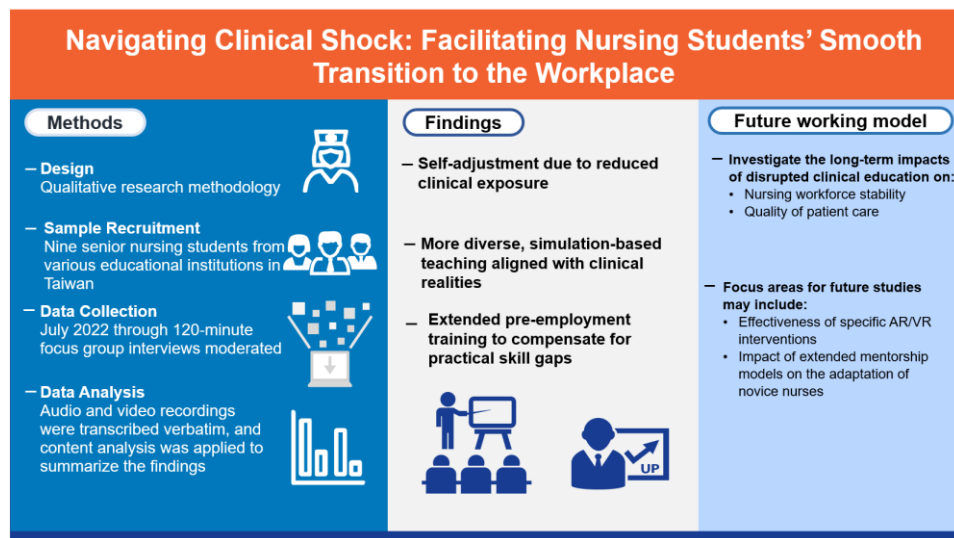 Navigating Clinical Shock: Facilitating Nursing Students’ Smooth
Transition to the Workplace
Methods
– Design
Qualitative research methodology
– Sample Recruitment
Nine senior nursing students from
various educational institutions in
Taiwan
– Data Collection
July 2022 through 120-minute
focus group interviews moderated
– Data Analysis
Audio and video recordings
were transcribed verbatim, and
content analysis was applied to
summarize the findings
Findings
– Self-adjustment due to reduced
clinical exposure
– More diverse, simulation-based
teaching aligned with clinical
realities
– Extended pre-employment
training to compensate for
practical skill gaps
UP
Future working model
– Investigate the long-term impacts
of disrupted clinical education on:
• Nursing workforce stability
• Quality of patient care
– Focus areas for future studies
may include:
• Effectiveness of specific AR/VR
interventions
• Impact of extended mentorship
models on the adaptation of
novice nurses